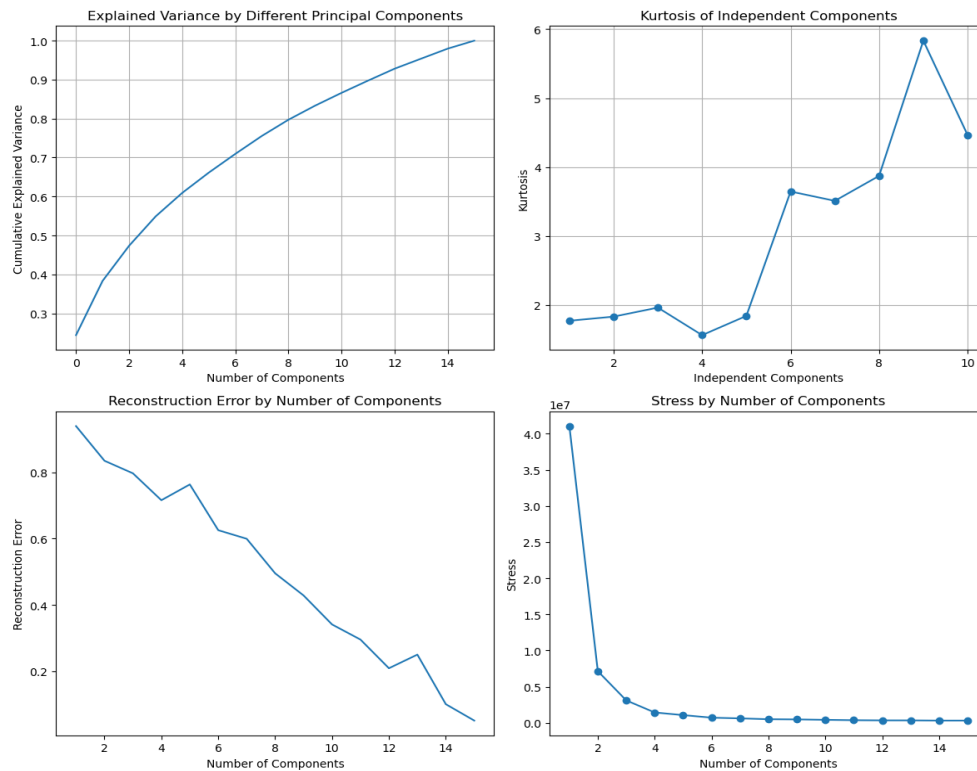 Explained Variance by Different Principal Components
1.0
0.9
0.8
0.7
0.6
0.5
0.4
0.3
Cumulative Explained Variance
0 2 4 6 8 10 12 14
Number of Components
Kurtosis of Independent Components
6
5
4
3
2
Kurtosis
2 4 6 8 10
Independent Components
Reconstruction Error by Number of Components
0.8
0.6
0.4
0.2
Reconstruction Error
2 4 6 8 10 12 14
Number of Components
Stress by Number of Components
1e7
4.0
3.5
3.0
2.5
2.0
1.5
1.0
0.5
0.0
Stress
2 4 6 8 10 12 14
Number of Components